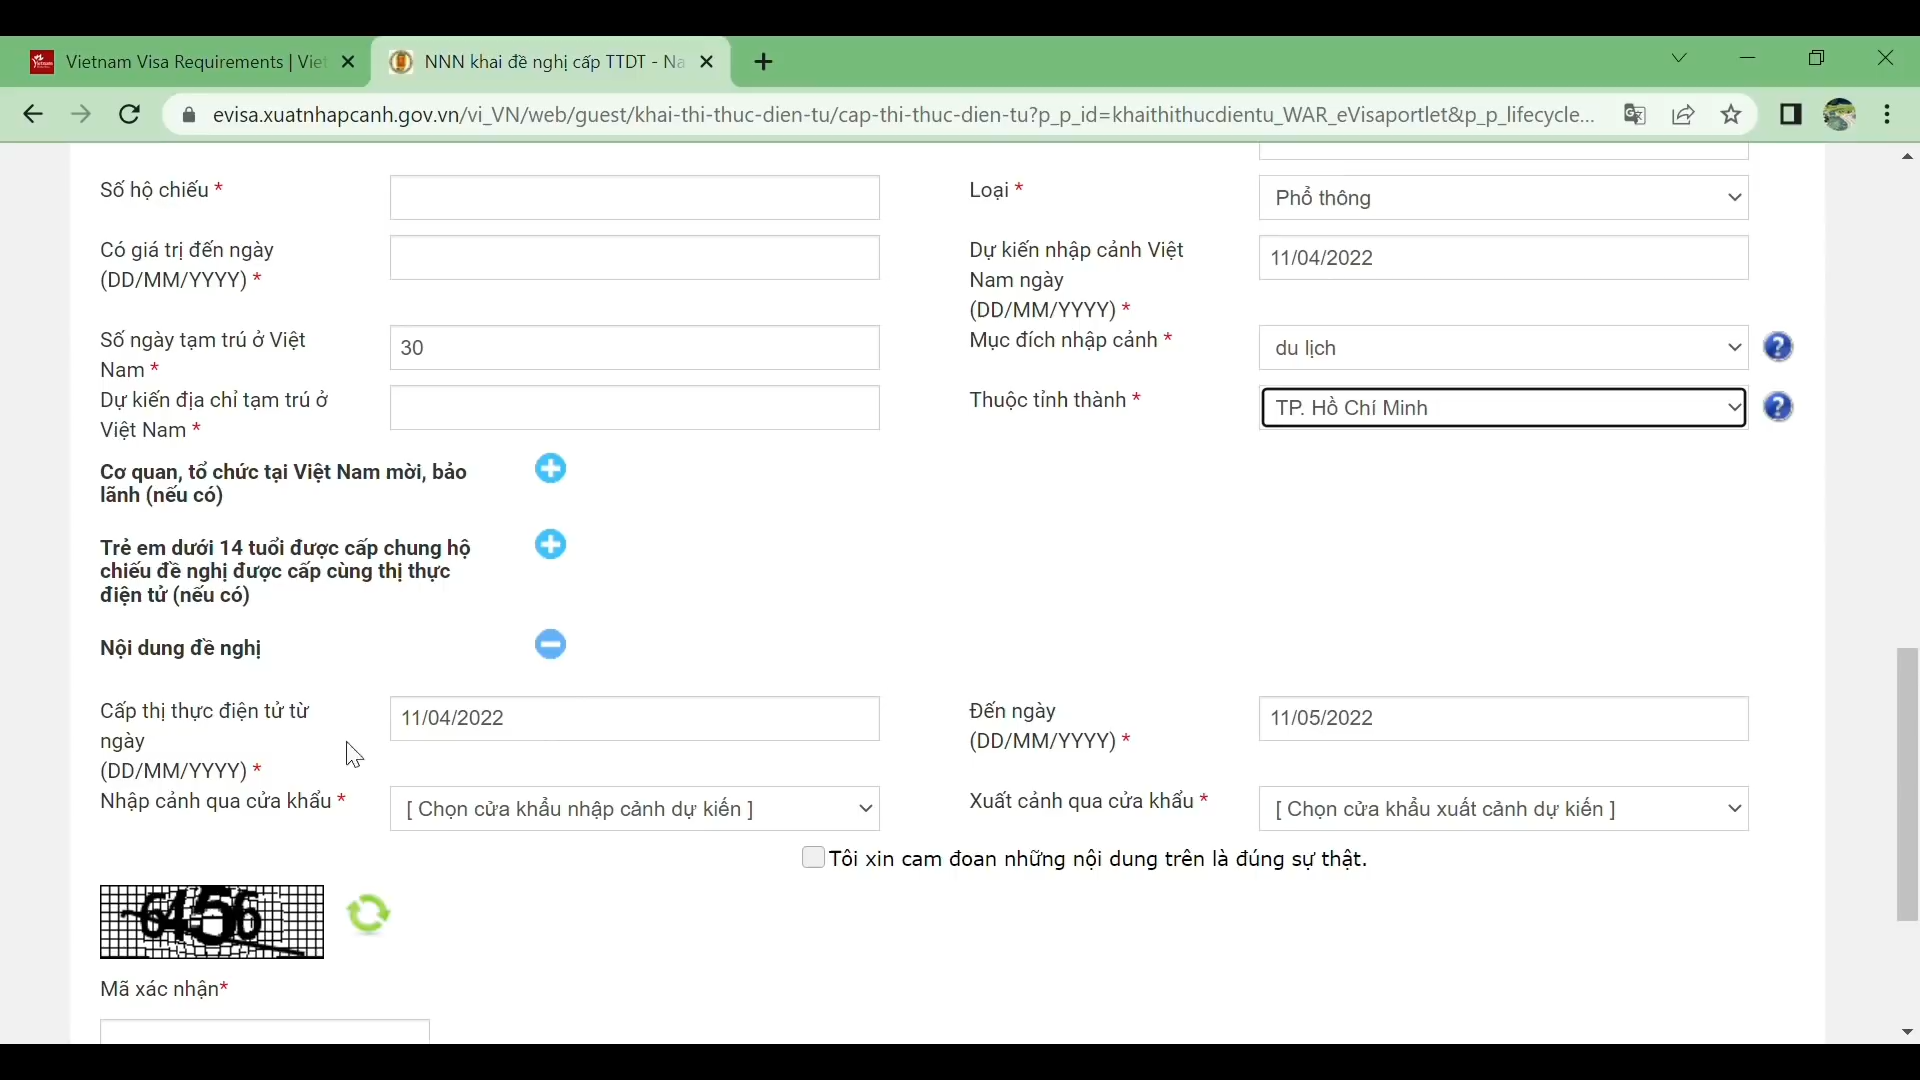 Vietnam Visa Requirements | Viet
NNN khai đề nghị cấp TTDT - Na
evisa.xuatnhapcanh.gov.vn/vi_VN/web/guest/khai-thi-thuc-dien-tu/cap-thi-thuc-dien-tu?p_p_id=khaithithucdientu_WAR_eVisaportlet&p_p_lifecycle...
Số hộ chiếu *
Loại *
Phổ thông
Có giá trị đến ngày
(DD/MM/YYYY) *
Dự kiến nhập cảnh Việt
Nam ngày
(DD/MM/YYYY) *
11/04/2022
Số ngày tạm trú ở Việt
Nam *
30
Mục đích nhập cảnh *
du lịch
Dự kiến địa chỉ tạm trú ở
Việt Nam *
Thuộc tỉnh thành *
TP. Hồ Chí Minh
Cơ quan, tổ chức tại Việt Nam mời, bảo
lãnh (nếu có)
Trẻ em dưới 14 tuổi được cấp chung hộ
chiếu đề nghị được cấp cùng thị thực
điện tử (nếu có)
Nội dung đề nghị
Cấp thị thực điện tử từ
ngày
(DD/MM/YYYY) *
11/04/2022
Đến ngày
(DD/MM/YYYY) *
11/05/2022
Nhập cảnh qua cửa khẩu *
[ Chọn cửa khẩu nhập cảnh dự kiến ]
Xuất cảnh qua cửa khẩu *
[ Chọn cửa khẩu xuất cảnh dự kiến ]
Tôi xin cam đoan những nội dung trên là đúng sự thật.
6456
Mã xác nhận*